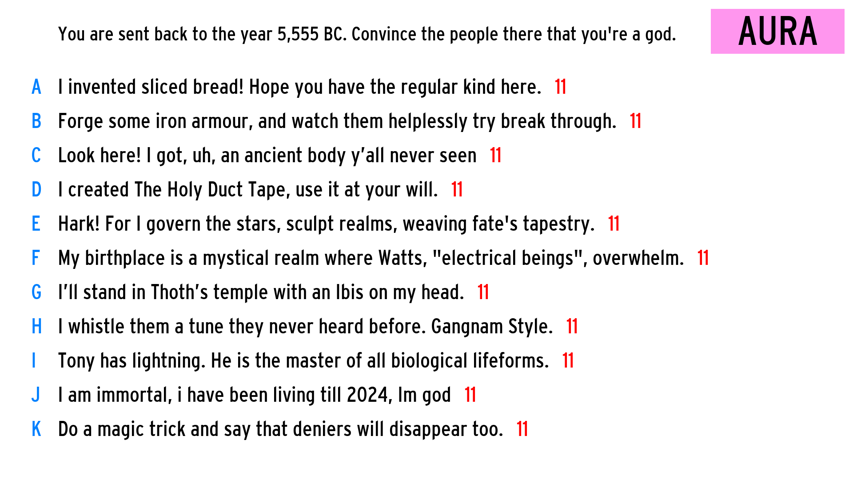 You are sent back to the year 5,555 BC. Convince the people there that you're a god.
AURA
A I invented sliced bread! Hope you have the regular kind here. 11
B Forge some iron armour, and watch them helplessly try break through. 11
C Look here! I got, uh, an ancient body y’all never seen 11
D I created The Holy Duct Tape, use it at your will. 11
E Hark! For I govern the stars, sculpt realms, weaving fate's tapestry. 11
F My birthplace is a mystical realm where Watts, "electrical beings", overwhelm. 11
G I’ll stand in Thoth’s temple with an Ibis on my head. 11
H I whistle them a tune they never heard before. Gangnam Style. 11
I Tony has lightning. He is the master of all biological lifeforms. 11
J I am immortal, i have been living till 2024, Im god 11
K Do a magic trick and say that deniers will disappear too. 11